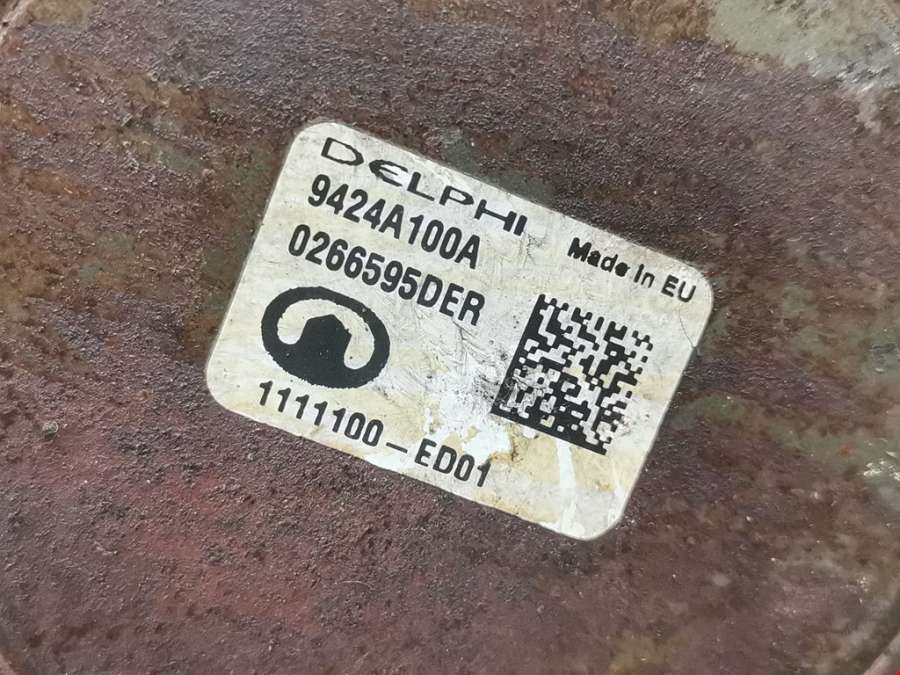 DELPHI
9424A100A
0266595DER
Made in EU
1111100-ED01